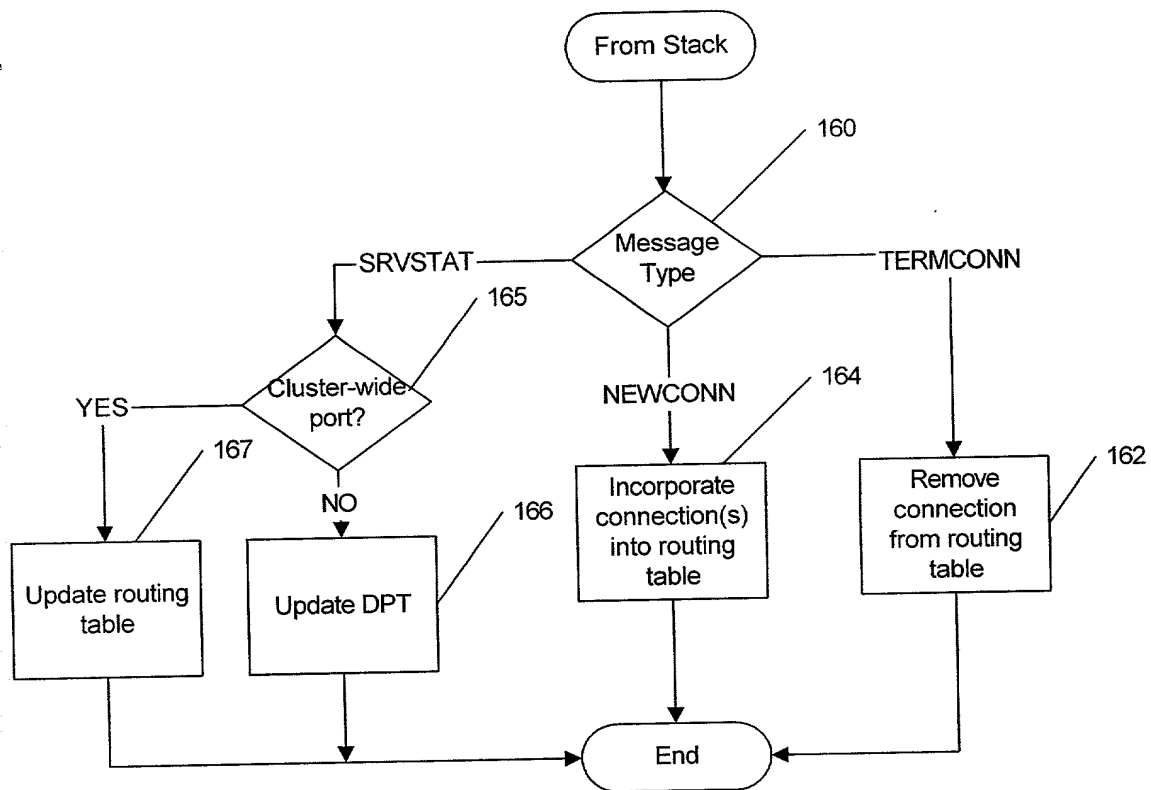 From Stack
160
Message
Type
SRVSTAT
TERMCONN
165
Cluster-wide
port?
YES
NEWCONN
164
167
NO
166
162
Update routing
table
Update DPT
Incorporate
connection(s)
into routing
table
Remove
connection
from routing
table
End